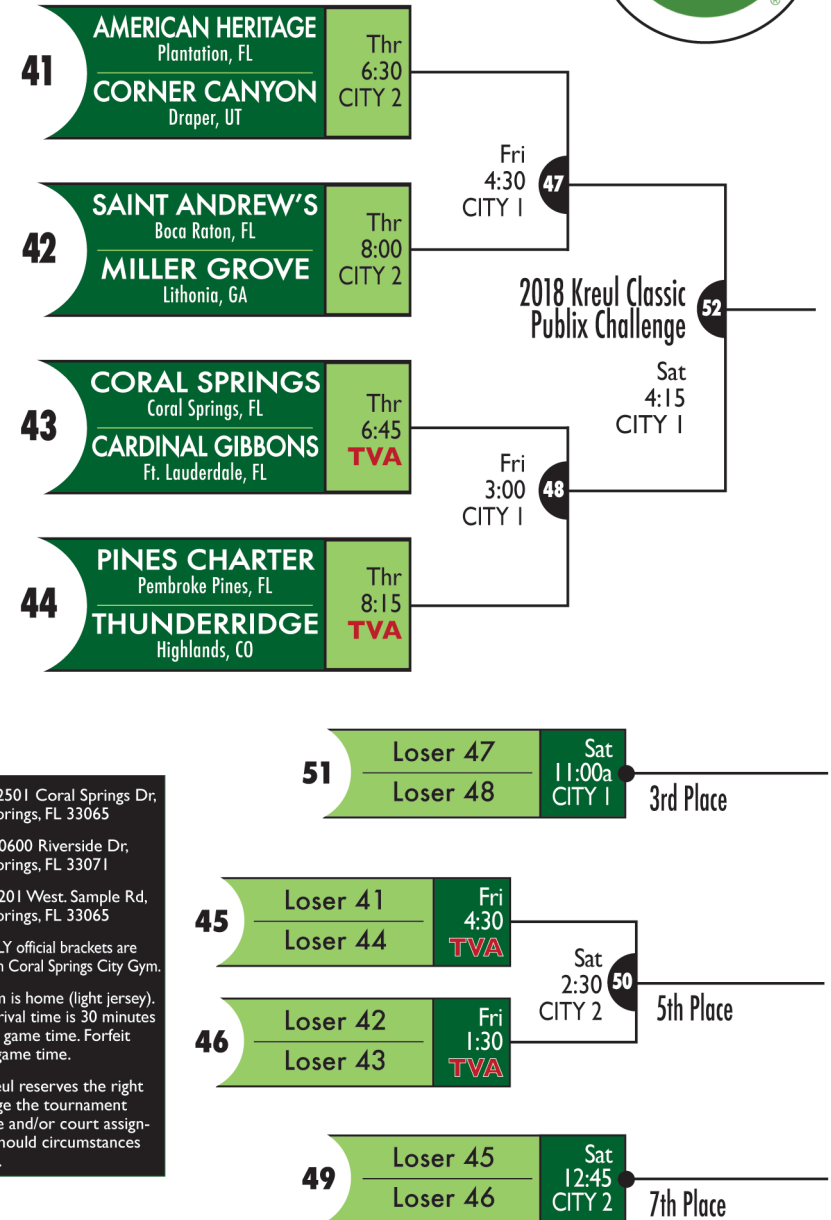 ®
41
AMERICAN HERITAGE
Plantation, FL
CORNER CANYON
Draper, UT
Thr
6:30
CITY 2
42
SAINT ANDREW'S
Boca Raton, FL
MILLER GROVE
Lithonia, GA
Thr
8:00
CITY 2
Fri
4:30
CITY 1
47
43
CORAL SPRINGS
Coral Springs, FL
CARDINAL GIBBONS
Ft. Lauderdale, FL
Thr
6:45
TVA
44
PINES CHARTER
Pembroke Pines, FL
THUNDERRIDGE
Highlands, CO
Thr
8:15
TVA
Fri
3:00
CITY 1
48
2018 Kreul Classic
Publix Challenge
52
Sat
4:15
CITY 1
51
Loser 47
Loser 48
Sat
11:00a
CITY 1
3rd Place
45
Loser 41
Loser 44
Fri
4:30
TVA
46
Loser 42
Loser 43
Fri
1:30
TVA
Sat
2:30
CITY 2
50
5th Place
49
Loser 45
Loser 46
Sat
12:45
CITY 2
7th Place
2501 Coral Springs Dr,
prings, FL 33065
0600 Riverside Dr,
prings, FL 33071
201 West. Sample Rd,
prings, FL 33065
LY official brackets are
n Coral Springs City Gym.
m is home (light jersey).
rival time is 30 minutes
game time. Forfeit
game time.
eul reserves the right
ge the tournament
e and/or court assign-
hould circumstances